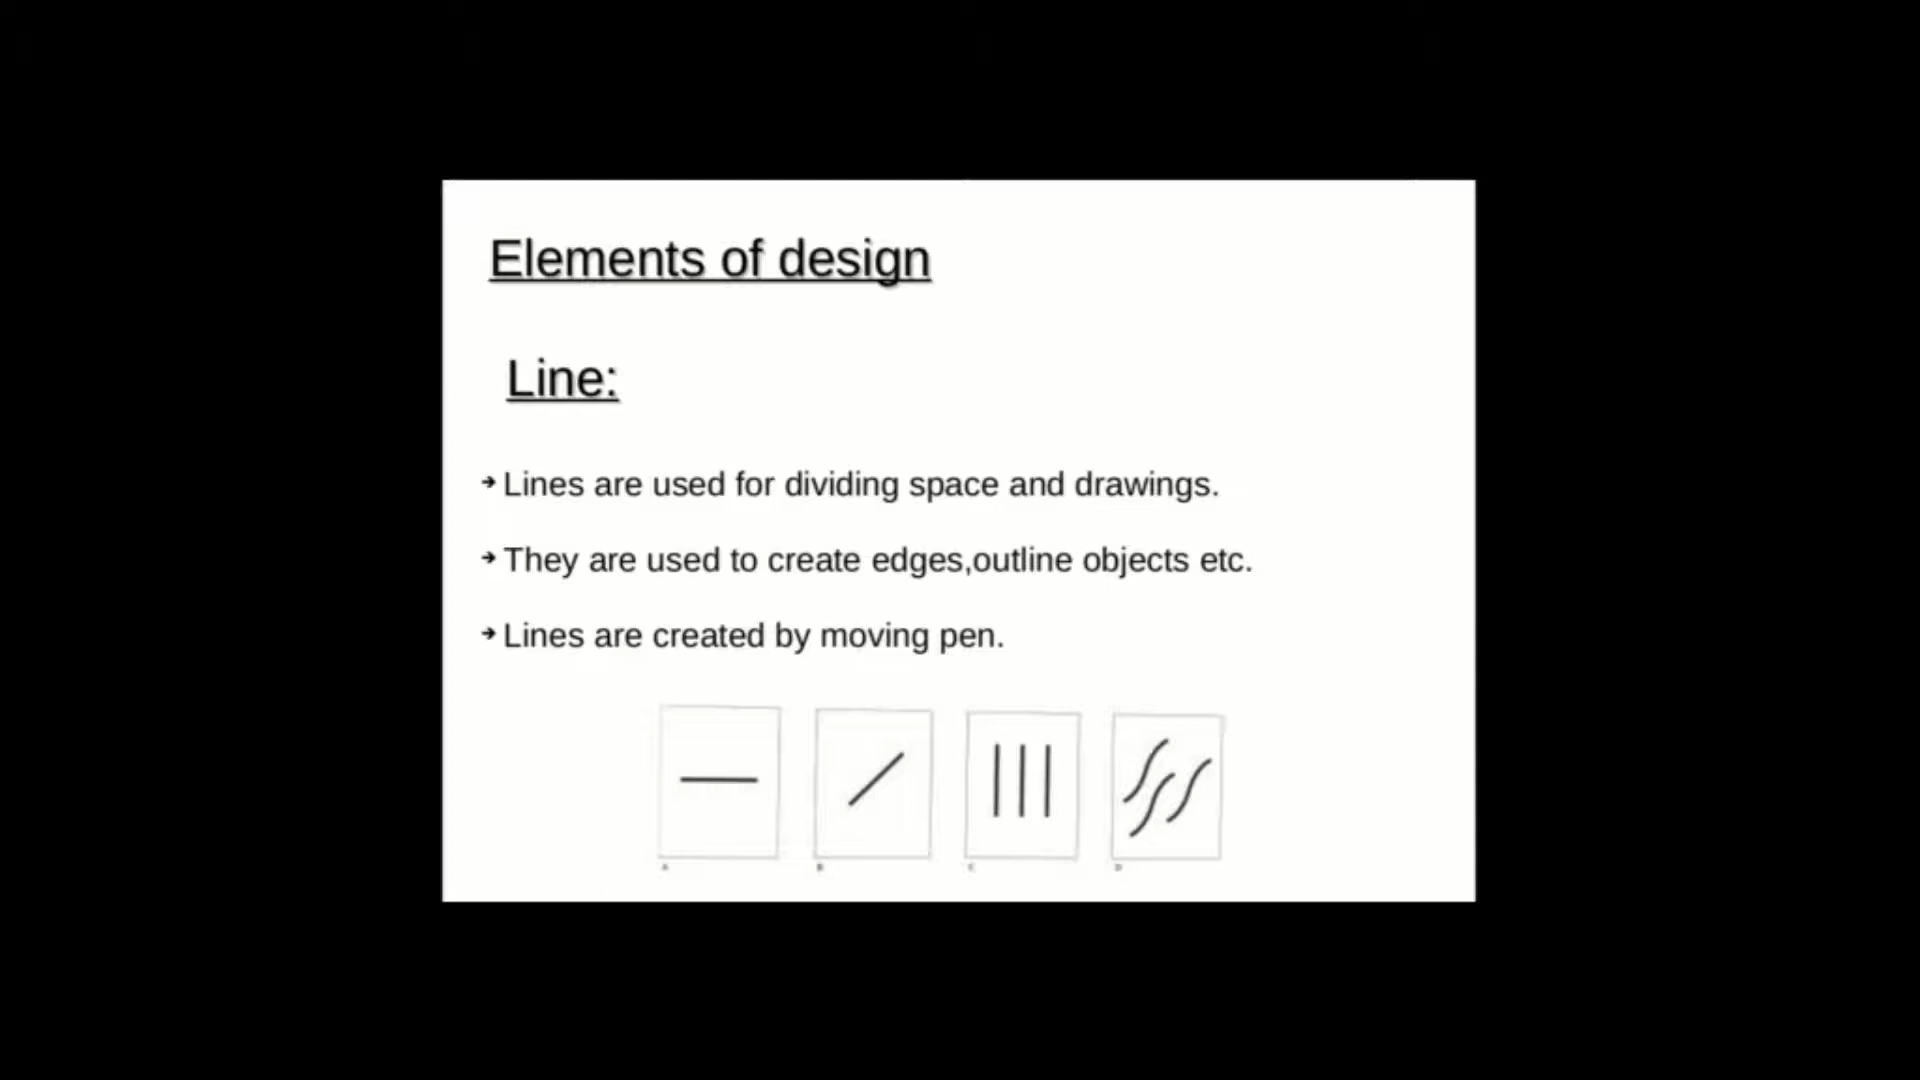 Elements of design
Line:
➔ Lines are used for dividing space and drawings.
➔ They are used to create edges,outline objects etc.
➔ Lines are created by moving pen.
A B C D